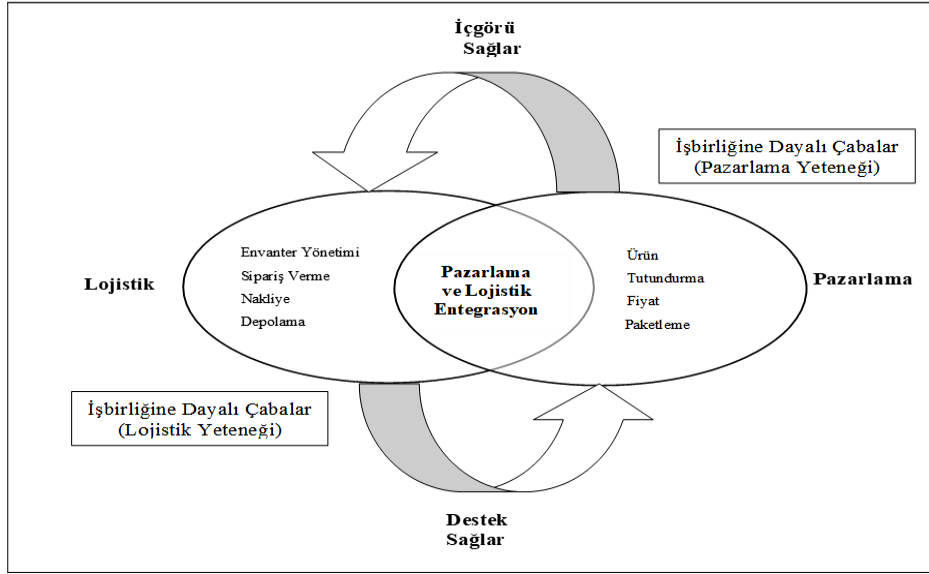 İçgörü
Sağlar
İşbirliğine Dayalı Çabalar
(Pazarlama Yeteneği)
Lojistik
Envanter Yönetimi
Sipariş Verme
Nakliye
Depolama
Pazarlama
ve Lojistik
Entegrasyon
Ürün
Tutundurma
Fiyat
Paketleme
Pazarlama
İşbirliğine Dayalı Çabalar
(Lojistik Yeteneği)
Destek
Sağlar